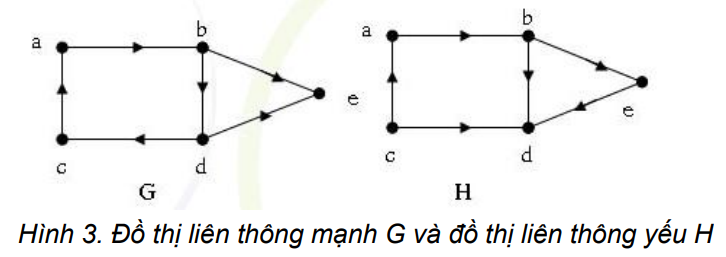 a b e c d G
a b e c d H
Hình 3. Đồ thị liên thông mạnh G và đồ thị liên thông yếu H